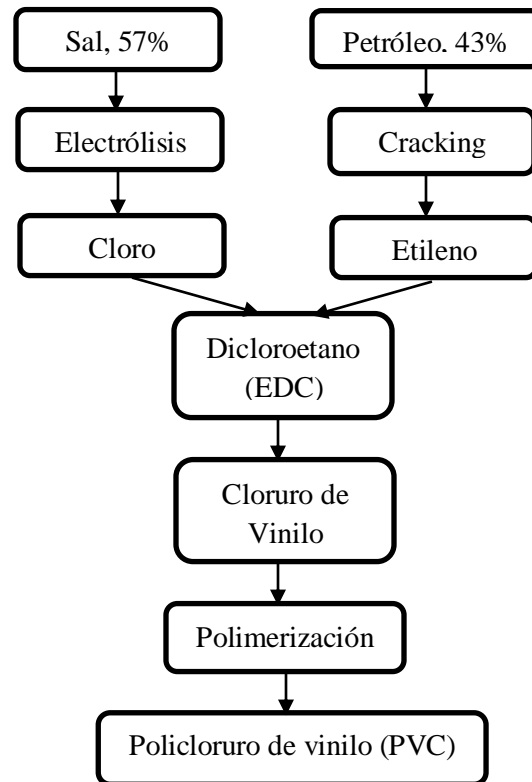 Sal, 57%
Petróleo, 43%
Electrólisis
Cracking
Cloro
Etileno
Dicloroetano
(EDC)
Cloruro de
Vinilo
Polimerización
Policloruro de vinilo (PVC)